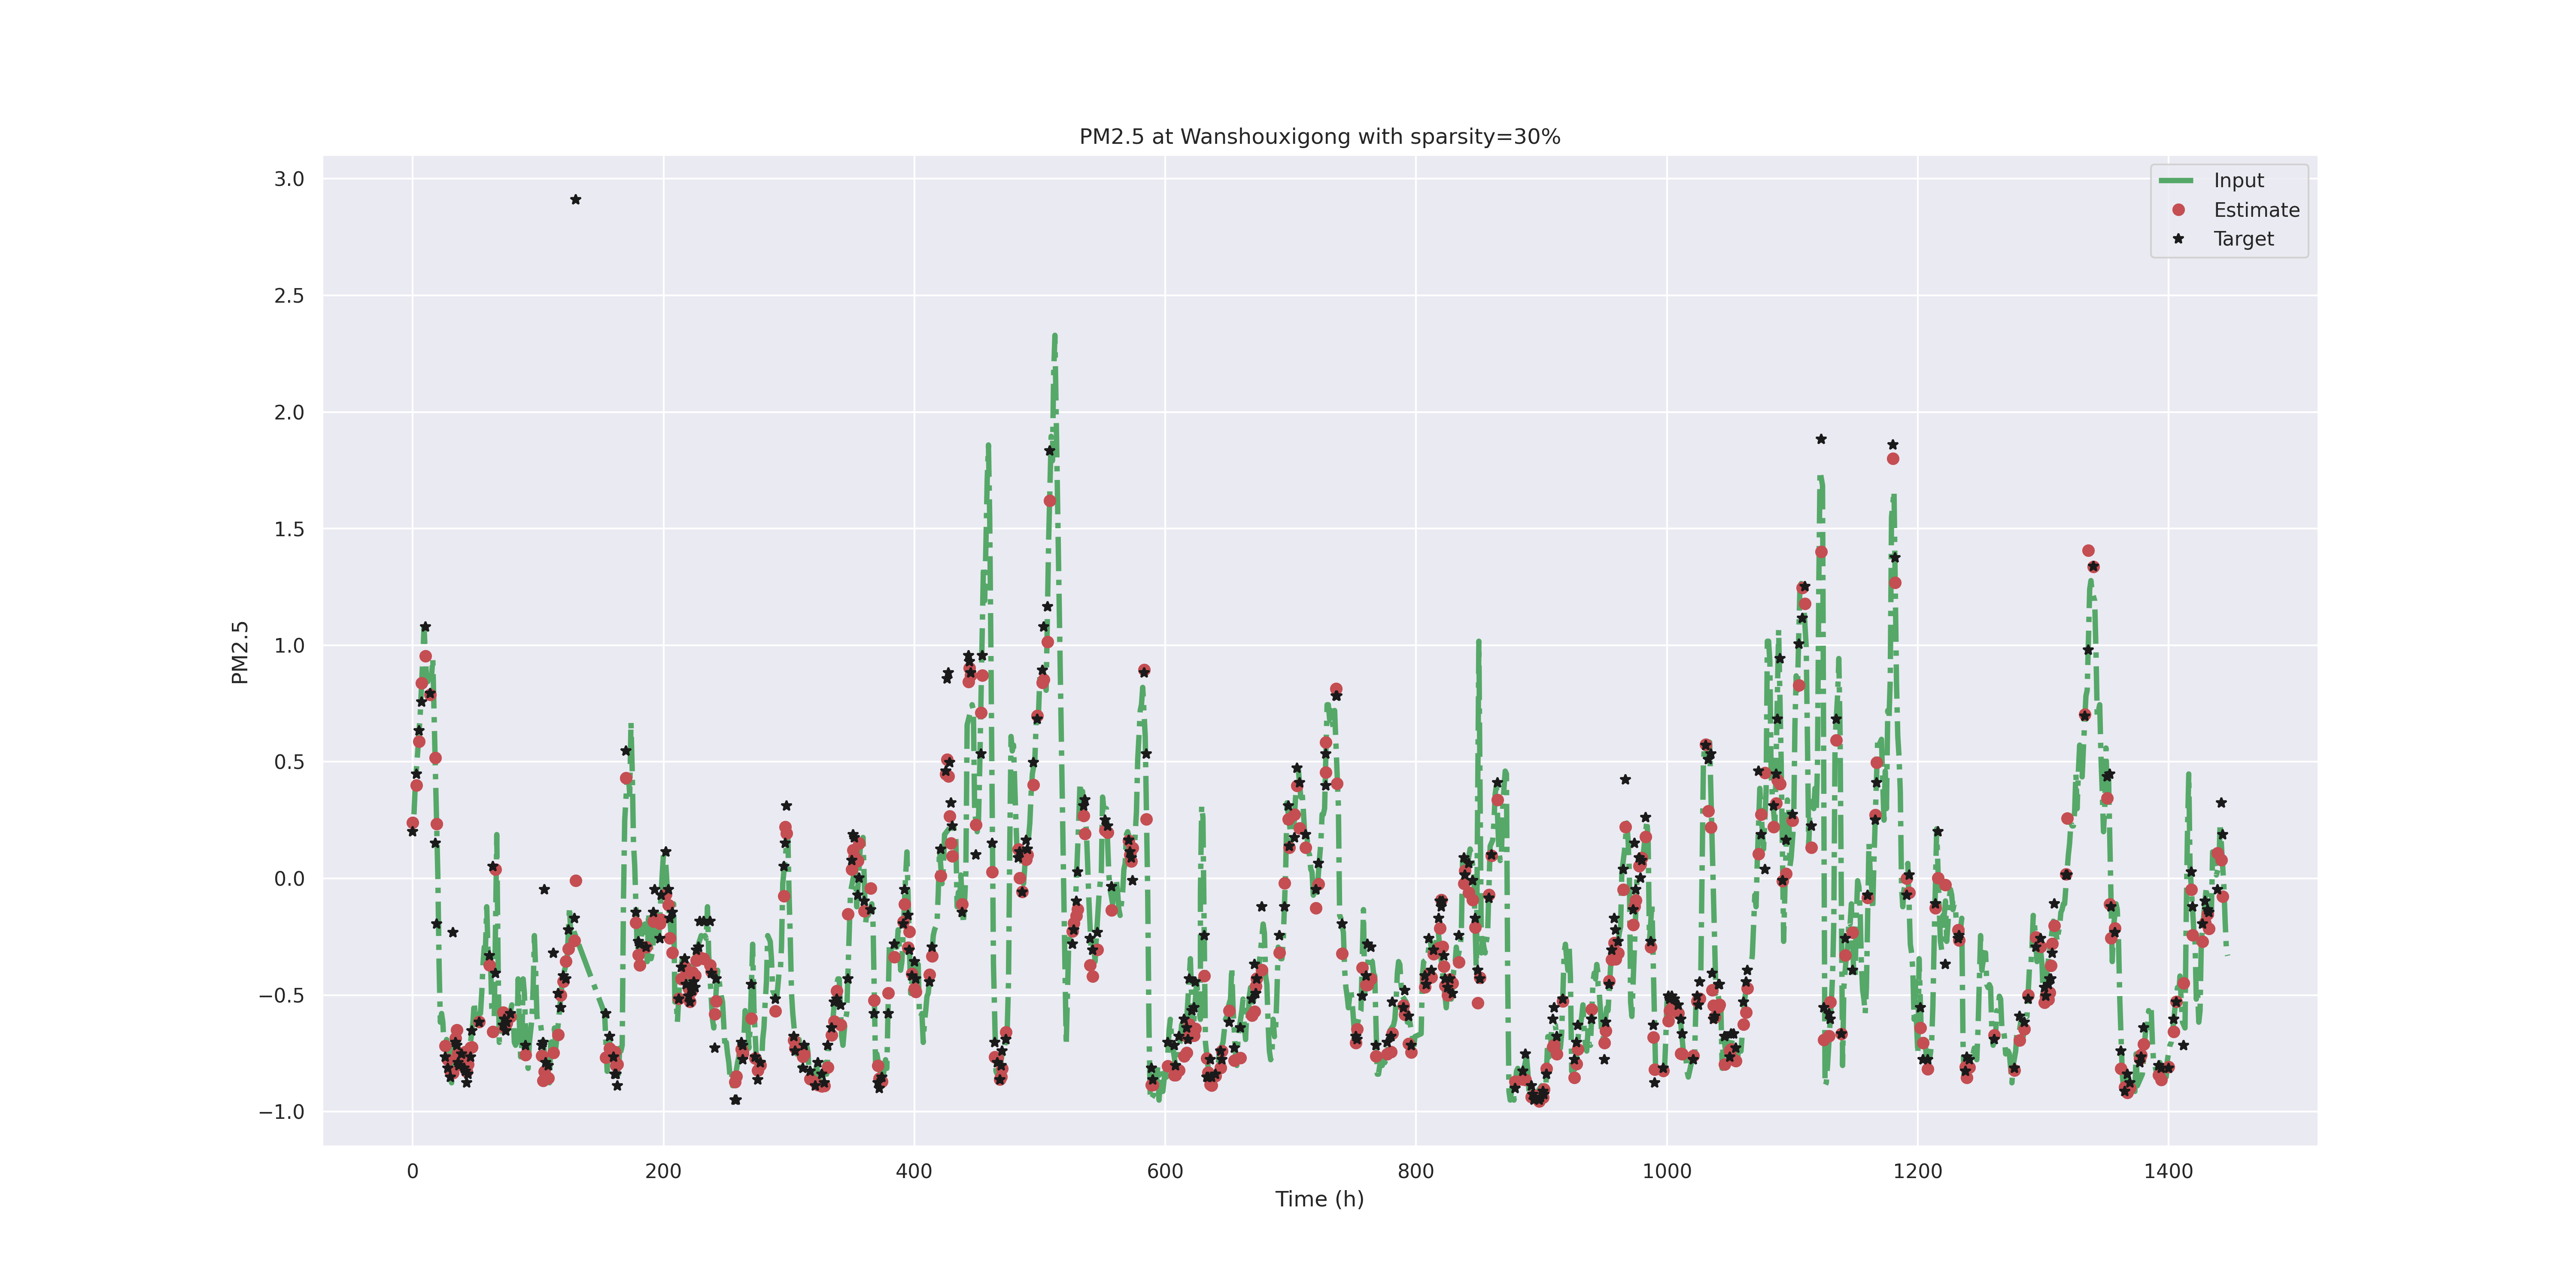 PM2.5 at Wanshouxigong with sparsity=30%
Input
Estimate
Target
3.0
2.5
2.0
1.5
1.0
0.5
0.0
−0.5
−1.0
PM2.5
0 200 400 600 800 1000 1200 1400
Time (h)